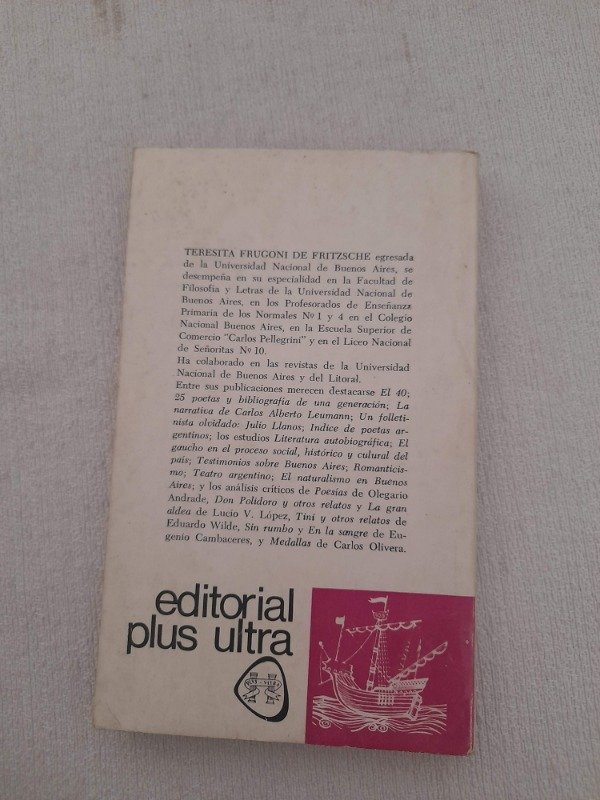 TERESITA FRUGONI DE FRITZSCHE egresada
de la Universidad Nacional de Buenos Aires, se
desempeña en su especialidad en la Facultad de
Filosofía y Letras de la Universidad Nacional de
Buenos Aires, en los Profesorados de Enseñanza
Primaria de los Normales Nº 1 y 4 en el Colegio
Nacional Buenos Aires, en la Escuela Superior de
Comercio "Carlos Pellegrini" y en el Liceo Nacional
de Señoritas Nº 10.
Ha colaborado en las revistas de la Universidad
Nacional de Buenos Aires y del Litoral.
Entre sus publicaciones merecen destacarse El 40;
25 poetas y bibliografía de una generación; La
narrativa de Carlos Alberto Leumann; Un folleti-
nista olvidado: Julio Llanos; Indice de poetas ar-
gentinos; los estudios Literatura autobiográfica; El
gaucho en el proceso social, histórico y culural del
país; Testimonios sobre Buenos Aires; Romanticis-
mo; Teatro argentino; El naturalismo en Buenos
Aires; y los análisis críticos de Poesías de Olegario
Andrade, Don Polidoro y otros relatos y La gran
aldea de Lucio V. López, Tini y otros relatos de
Eduardo Wilde, Sin rumbo y En la sangre de Eu-
genio Cambaceres, y Medallas de Carlos Olivera.
editorial
plus ultra
PLUS VLTRA